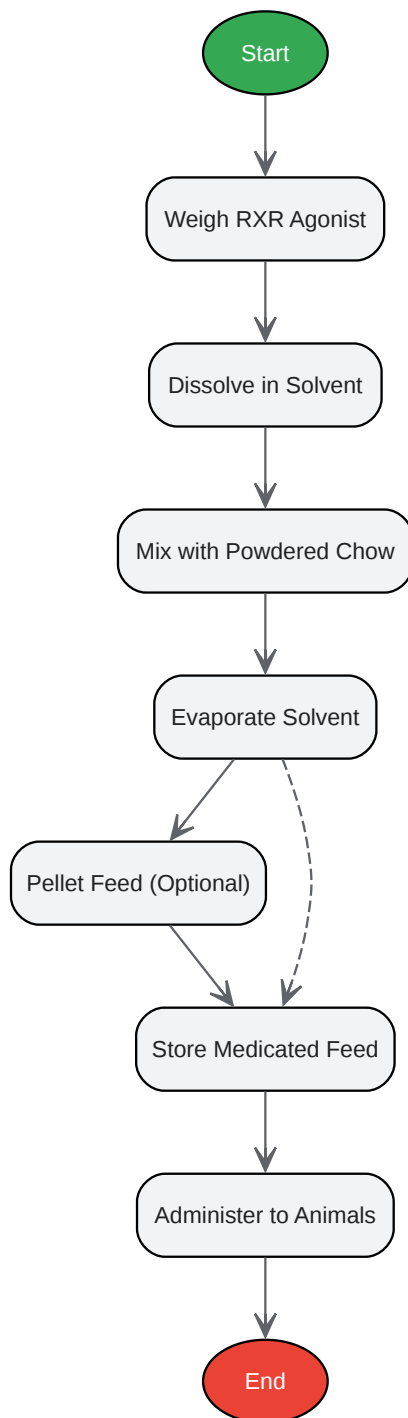 Start
Weigh RXR Agonist
Dissolve in Solvent
Mix with Powdered Chow
Evaporate Solvent
Pellet Feed (Optional)
Store Medicated Feed
Administer to Animals
End